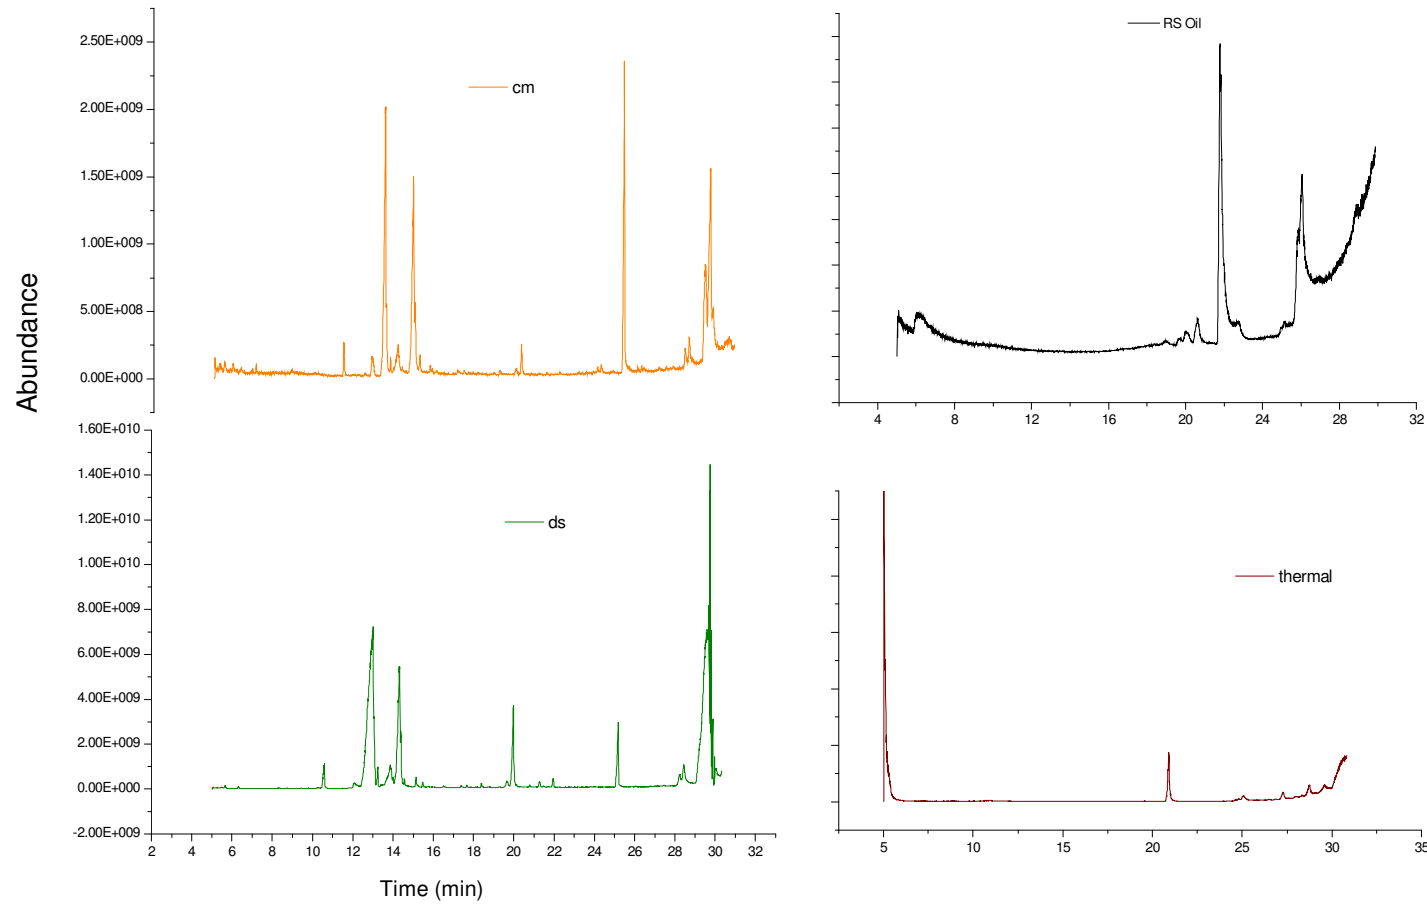 2.50E+009
2.00E+009
1.50E+009
1.00E+009
5.00E+008
0.00E+000
cm
RS Oil
4 8 12 16 20 24 28 32
Abundance
1.60E+010
1.40E+010
1.20E+010
1.00E+010
8.00E+009
6.00E+009
4.00E+009
2.00E+009
0.00E+000
-2.00E+009
ds
2 4 6 8 10 12 14 16 18 20 22 24 26 28 30 32
Time (min)
thermal
5 10 15 20 25 30 35